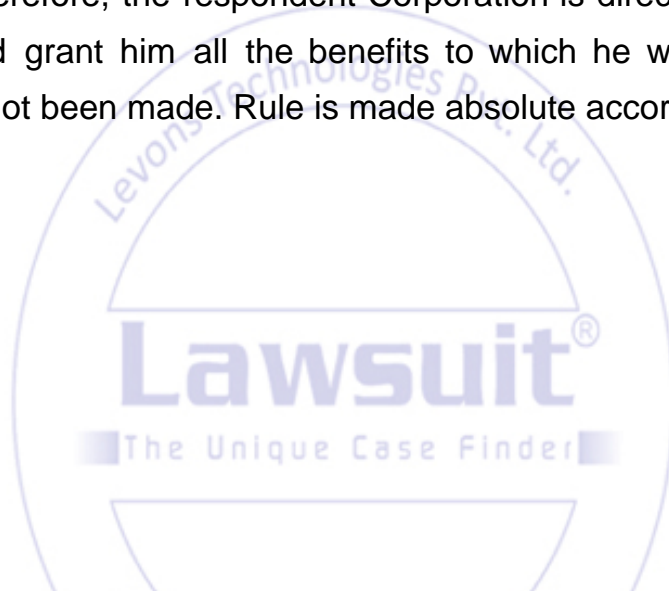 erefore, the respondent Corporation is direc
d grant him all the benefits to which he w
ot been made. Rule is made absolute accor
Levons Technologies Pvt. Ltd.
Lawsuit®
The Unique Case Finder